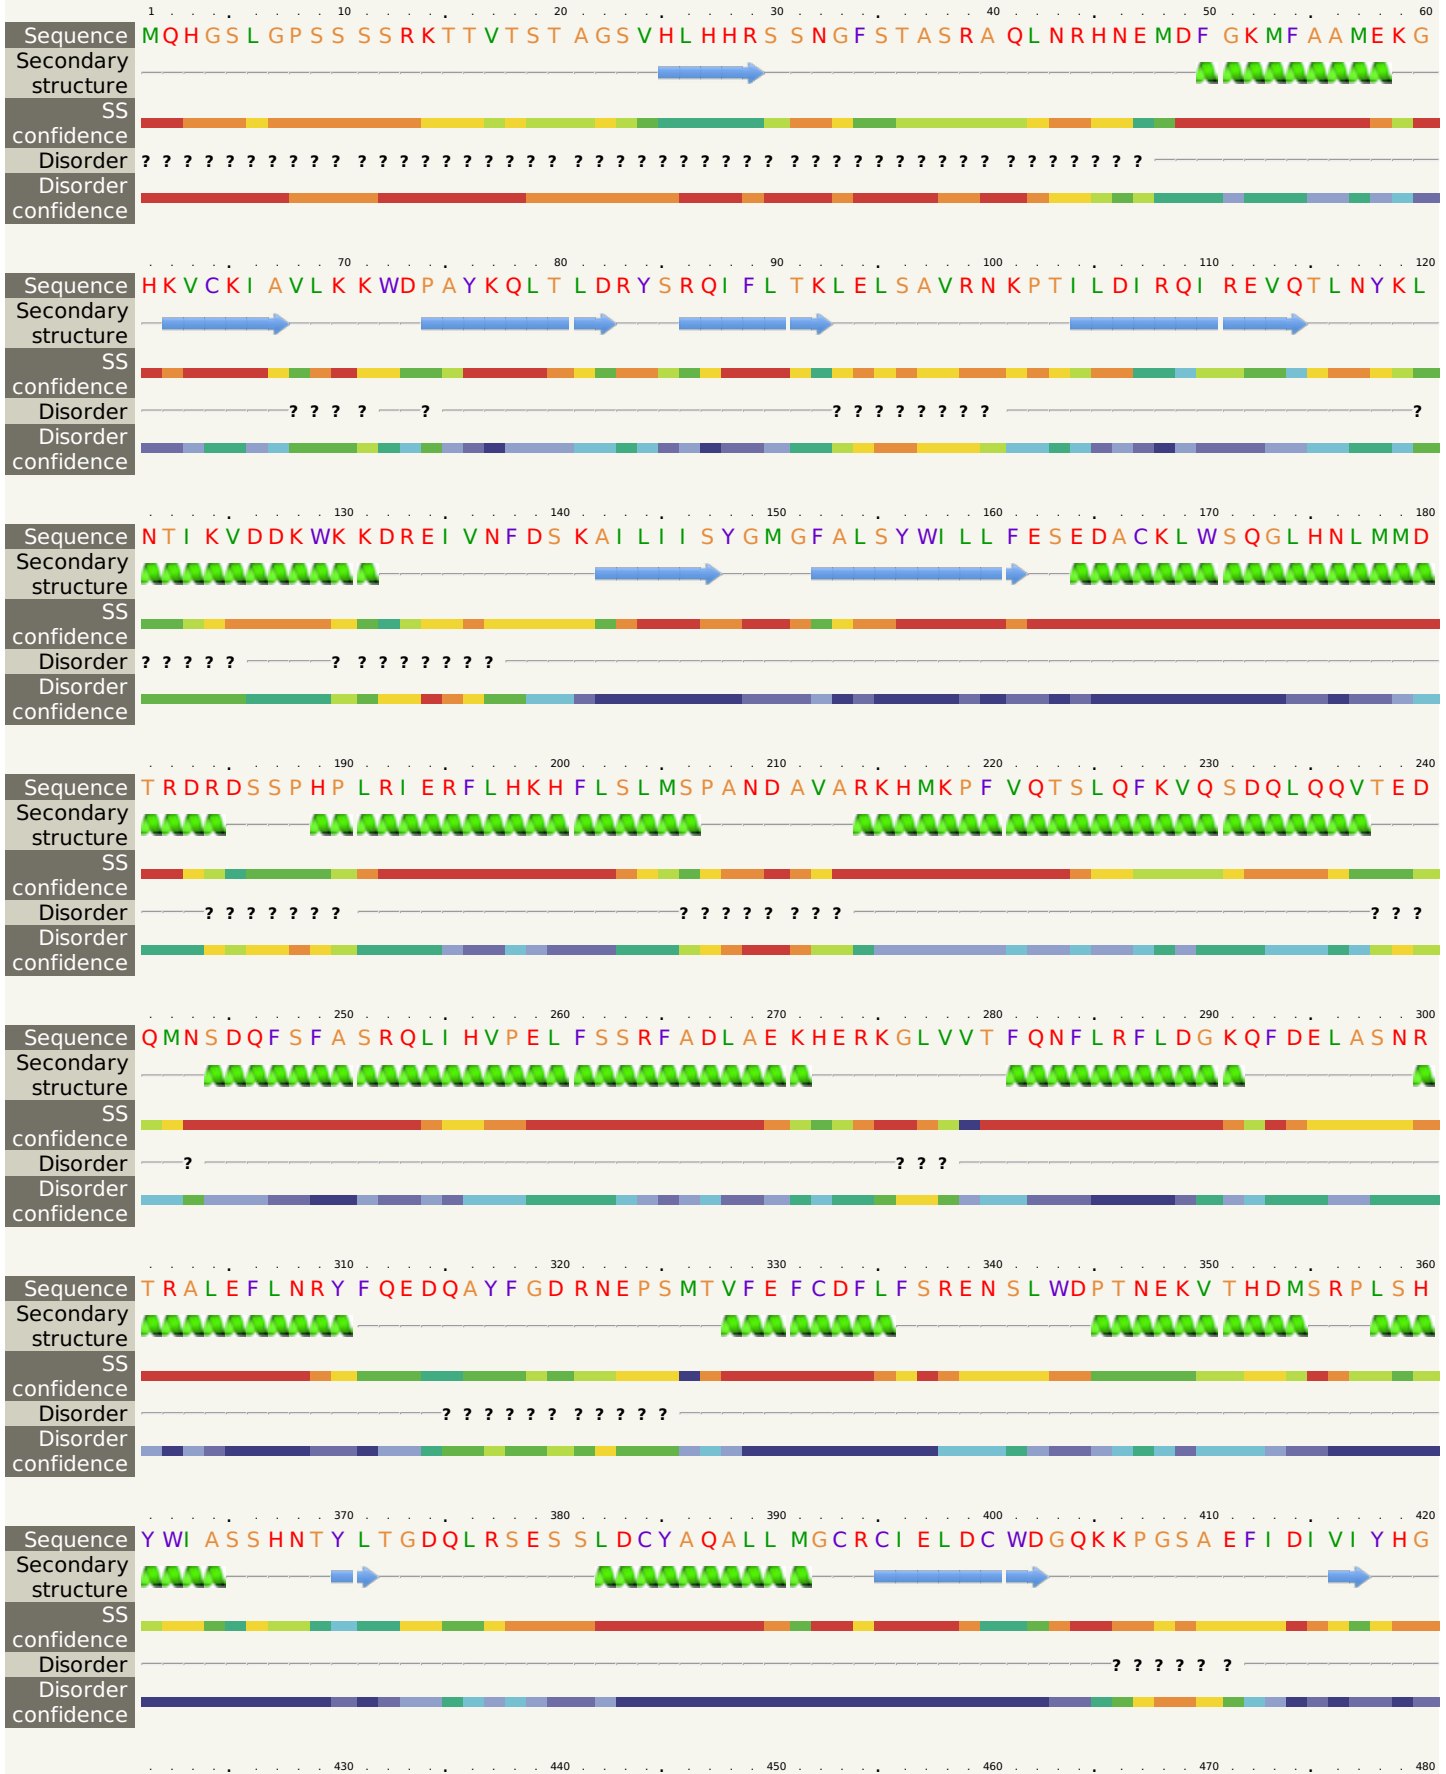 1 . . . . . . . . 10 . . . . . . . . . 20 . . . . . . . . . 30 . . . . . . . . . 40 . . . . . . . . . 50 . . . . . . . . . 60
Sequence MQHGSLGPSSSSRKTTVTSTAGSVHLHHRSSNGFSTASRAQLNRHNEMDFGKMFAAMEKG
Secondary
structure
SS
confidence
Disorder ? ? ? ? ? ? ? ? ? ? ? ? ? ? ? ? ? ? ? ? ? ? ? ? ? ? ? ? ? ? ? ? ? ? ? ? ? ? ? ? ? ? ? ? ? ? ?
Disorder
confidence
. . . . . . . . . 70 . . . . . . . . . 80 . . . . . . . . . 90 . . . . . . . . . 100 . . . . . . . . . 110 . . . . . . . . . 120
Sequence HKVCKIAVLKKWDPAYKQLTLDRYSRQIFLTKLELSAVRNKPTILDIRQIREVQTLNYKL
Secondary
structure
SS
confidence
Disorder ? ? ? ? ? ? ? ? ? ? ? ? ? ?
Disorder
confidence
. . . . . . . . . 130 . . . . . . . . . 140 . . . . . . . . . 150 . . . . . . . . . 160 . . . . . . . . . 170 . . . . . . . . . 180
Sequence NTIKVDDKWKKDREIVNFDSKAILIISYGMGFALSYWILLFESEDACKLWSQGLHNLMMD
Secondary
structure
SS
confidence
Disorder ? ? ? ? ? ? ? ? ? ? ? ? ?
Disorder
confidence
. . . . . . . . . 190 . . . . . . . . . 200 . . . . . . . . . 210 . . . . . . . . . 220 . . . . . . . . . 230 . . . . . . . . . 240
Sequence TRDRDSSPHPLRIERFLHKHFLSLMSPANDAVARKHMKPFVQTSLQFKVQSDQLQQVTED
Secondary
structure
SS
confidence
Disorder ? ? ? ? ? ? ? ? ? ? ? ? ? ? ? ? ? ?
Disorder
confidence
. . . . . . . . . 250 . . . . . . . . . 260 . . . . . . . . . 270 . . . . . . . . . 280 . . . . . . . . . 290 . . . . . . . . . 300
Sequence QMNSDQFSFASRQLIHVPELFSSRFADLAEKHERKGLVVTFQNFLRFLDGKQFDELASNR
Secondary
structure
SS
confidence
Disorder ? ? ? ?
Disorder
confidence
. . . . . . . . . 310 . . . . . . . . . 320 . . . . . . . . . 330 . . . . . . . . . 340 . . . . . . . . . 350 . . . . . . . . . 360
Sequence TRALEFLNRYFQEDQAYFGDRNEPSMTVFEFCDFLFSRENSLWDPTNEKVTHDMSRPLSH
Secondary
structure
SS
confidence
Disorder ? ? ? ? ? ? ? ? ? ? ?
Disorder
confidence
. . . . . . . . . 370 . . . . . . . . . 380 . . . . . . . . . 390 . . . . . . . . . 400 . . . . . . . . . 410 . . . . . . . . . 420
Sequence YWIASSHNTYLTGDQLRSESSLDCYAQALLMGCRCIELDCWDGQKKPGSAEFIDIVIYHG
Secondary
structure
SS
confidence
Disorder ? ? ? ? ? ?
Disorder
confidence
. . . . . . . . . 430 . . . . . . . . . 440 . . . . . . . . . 450 . . . . . . . . . 460 . . . . . . . . . 470 . . . . . . . . . 480